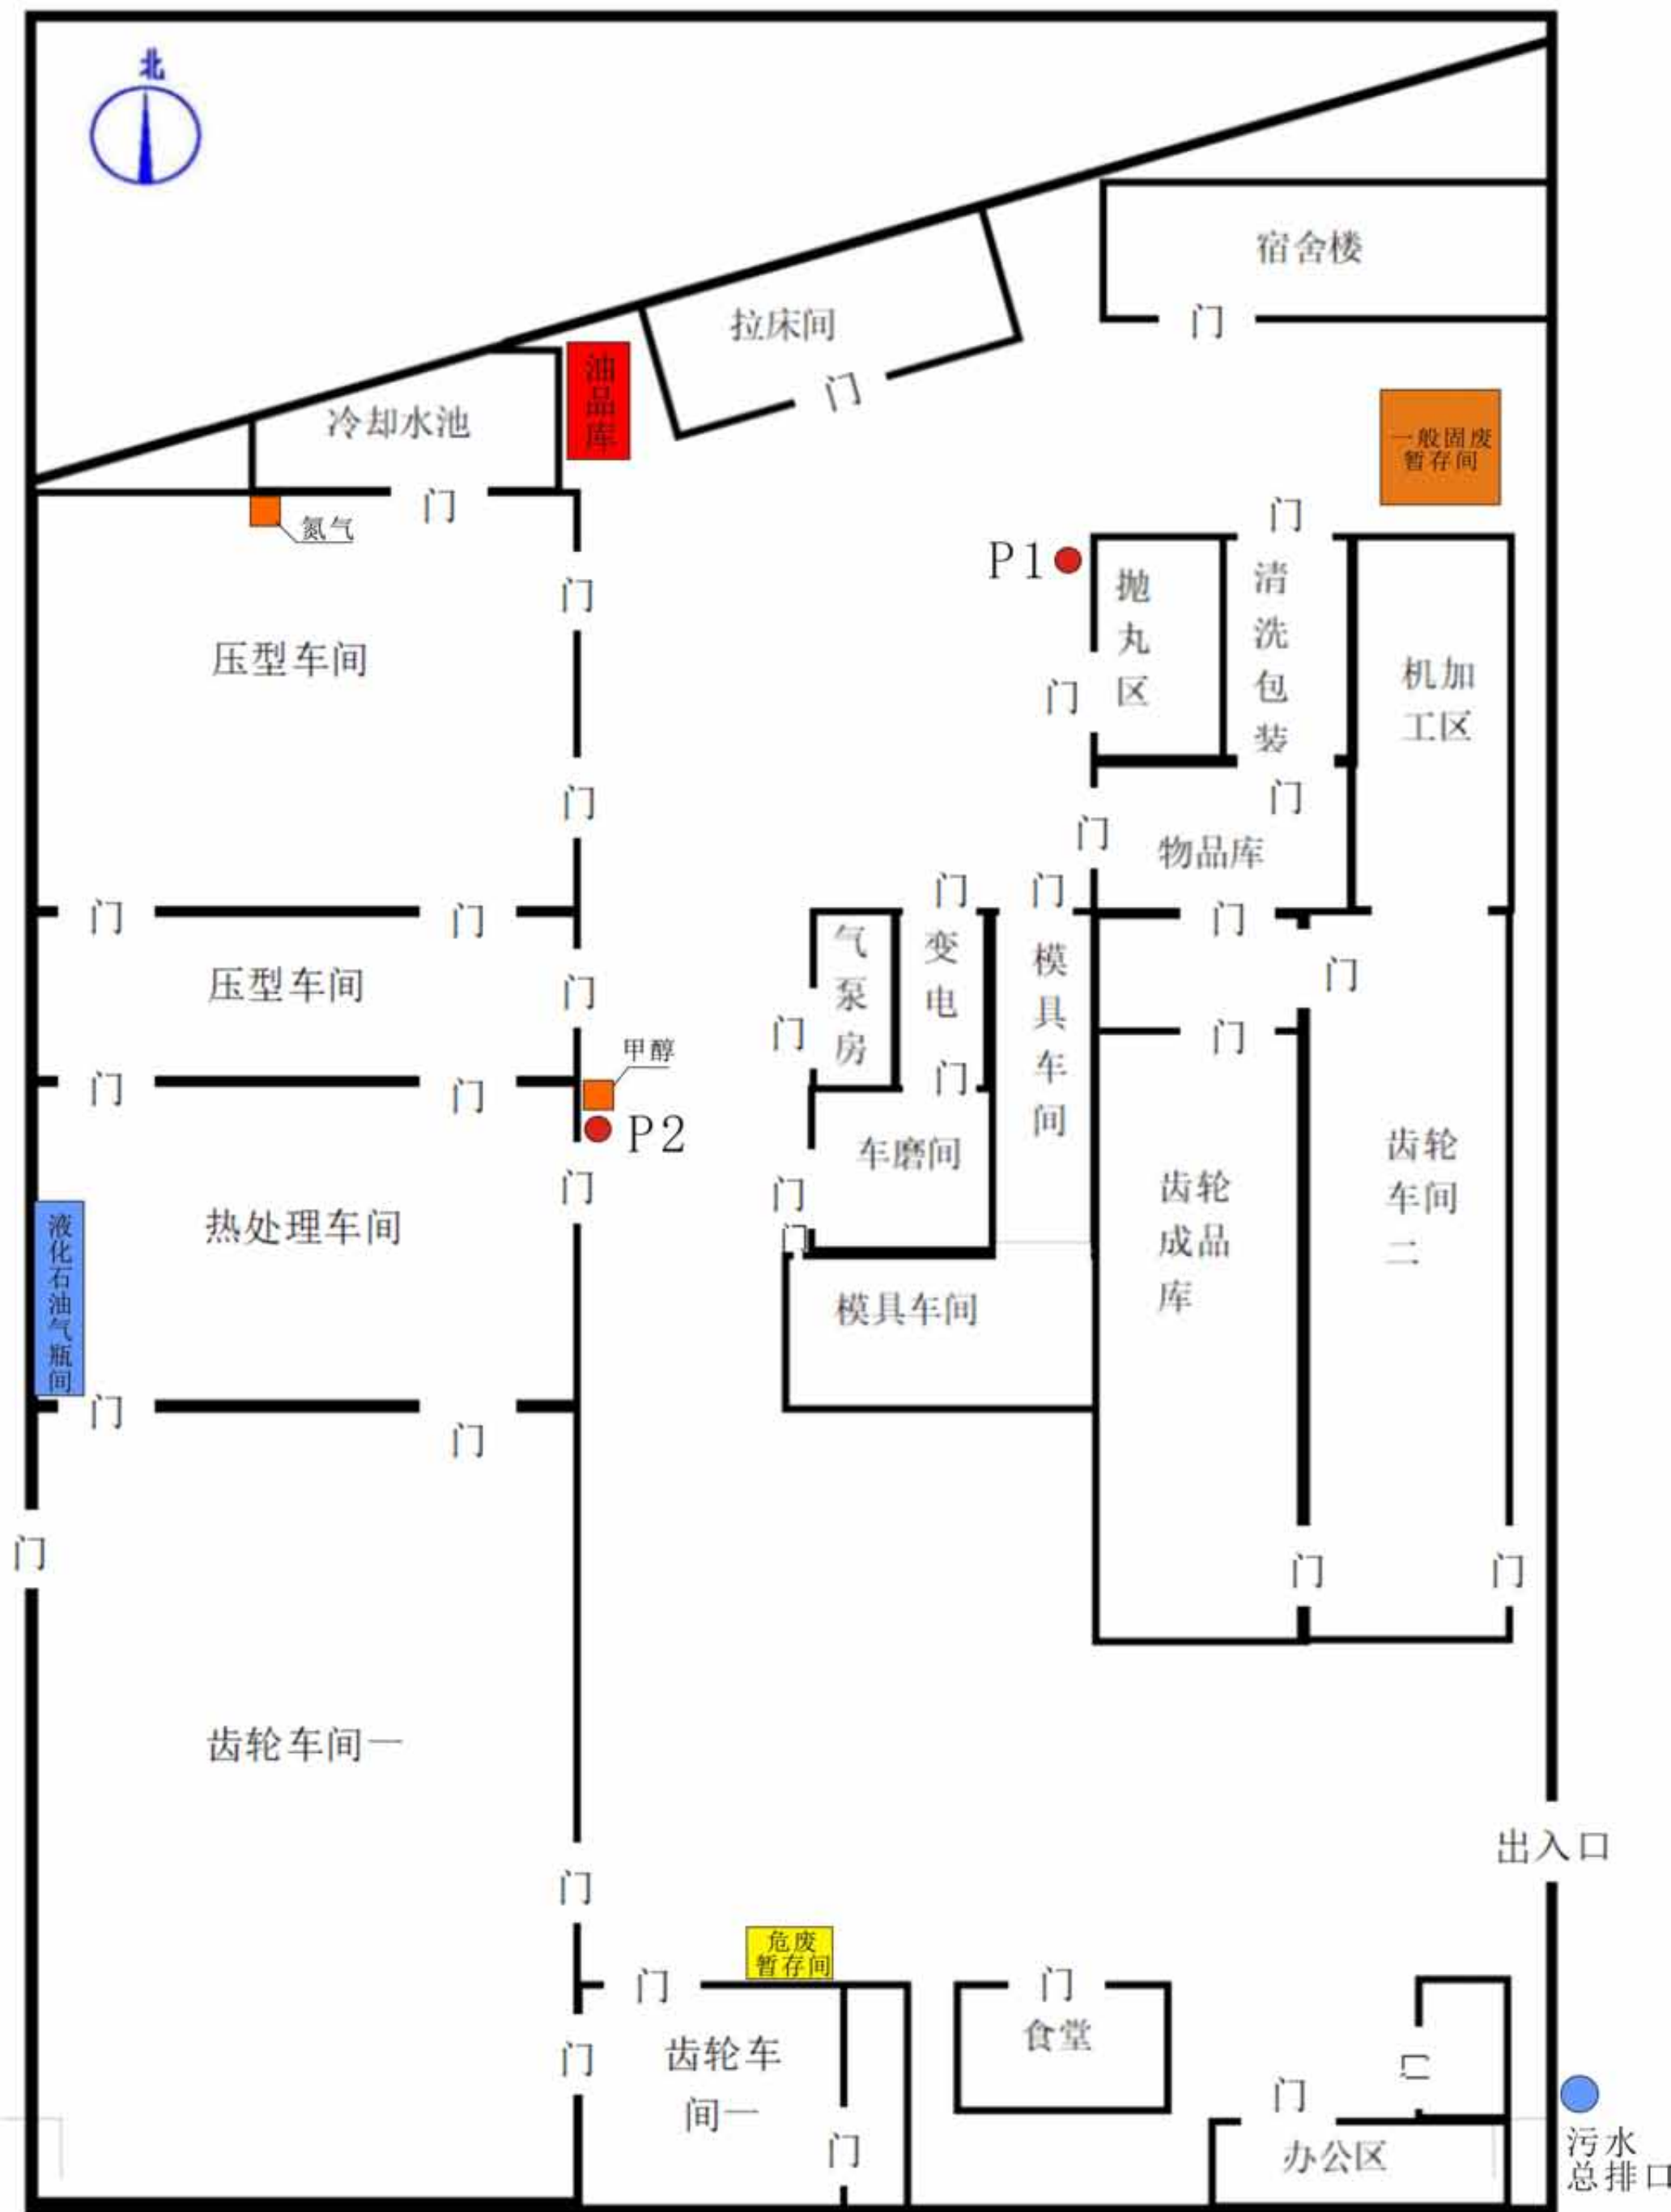 北
宿舍楼
拉床间
门
油
品
库
冷却水池
门
门
一般固废
暂存间
氮气
门
P1
门
抛
丸
区
清
洗
包
装
机加
工区
压型车间
门
门
门
门
物品库
门
门
门
门
门
门
气
泵
房
变
电
模
具
车
间
门
压型车间
门
门
门
门
甲醇
门
门
P2
车磨间
门
门
门
齿轮
车间
二
齿轮
成品
库
热处理车间
液
化
石
油
气
瓶
间
模具车间
门
门
门
门
门
齿轮车间一
出入口
门
危废
暂存间
门
门
食堂
门
齿轮车
间一
门
门
门
办公区
污水
总排口